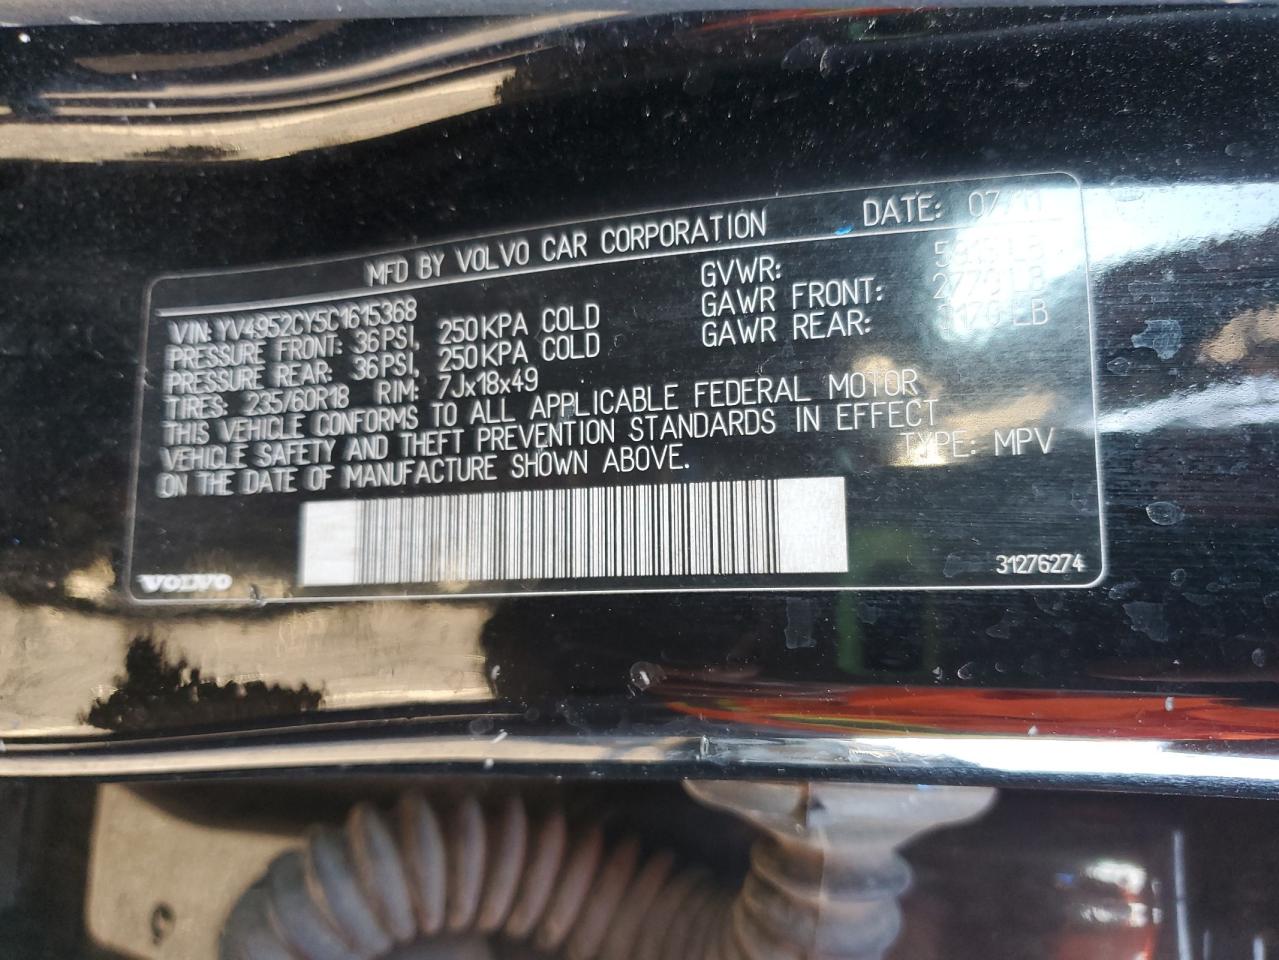 MFD BY VOLVO CAR CORPORATION DATE:
VIN: YV4952CY5C1615368 GVWR:
PRESSURE FRONT: 36PSI, 250KPA COLD GAWR FRONT:
PRESSURE REAR: 36PSI, 250KPA COLD GAWR REAR:
TIRES: 235/60R18 RIM: 7Jx18x49
THIS VEHICLE CONFORMS TO ALL APPLICABLE FEDERAL MOTOR
VEHICLE SAFETY AND THEFT PREVENTION STANDARDS IN EFFECT
ON THE DATE OF MANUFACTURE SHOWN ABOVE. TYPE: MPV
VOLVO 31276274